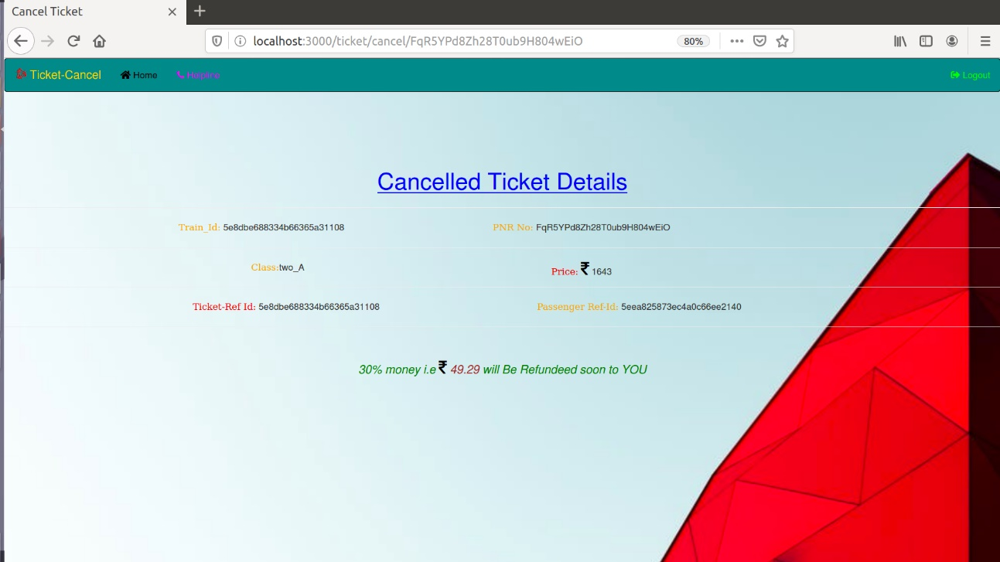 Cancel Ticket
localhost:3000/ticket/cancel/FqR5YPd8Zh28T0ub9H804wEiO 80%
Ticket-Cancel Home Helpline Logout
Cancelled Ticket Details
Train_Id: 5e8dbe688334b66365a31108 PNR No: FqR5YPd8Zh28T0ub9H804wEiO
Class:two_A Price: ₹ 1643
Ticket-Ref Id: 5e8dbe688334b66365a31108 Passenger Ref-Id: 5eea825873ec4a0c66ee2140
30% money i.e ₹ 49.29 will Be Refundeed soon to YOU